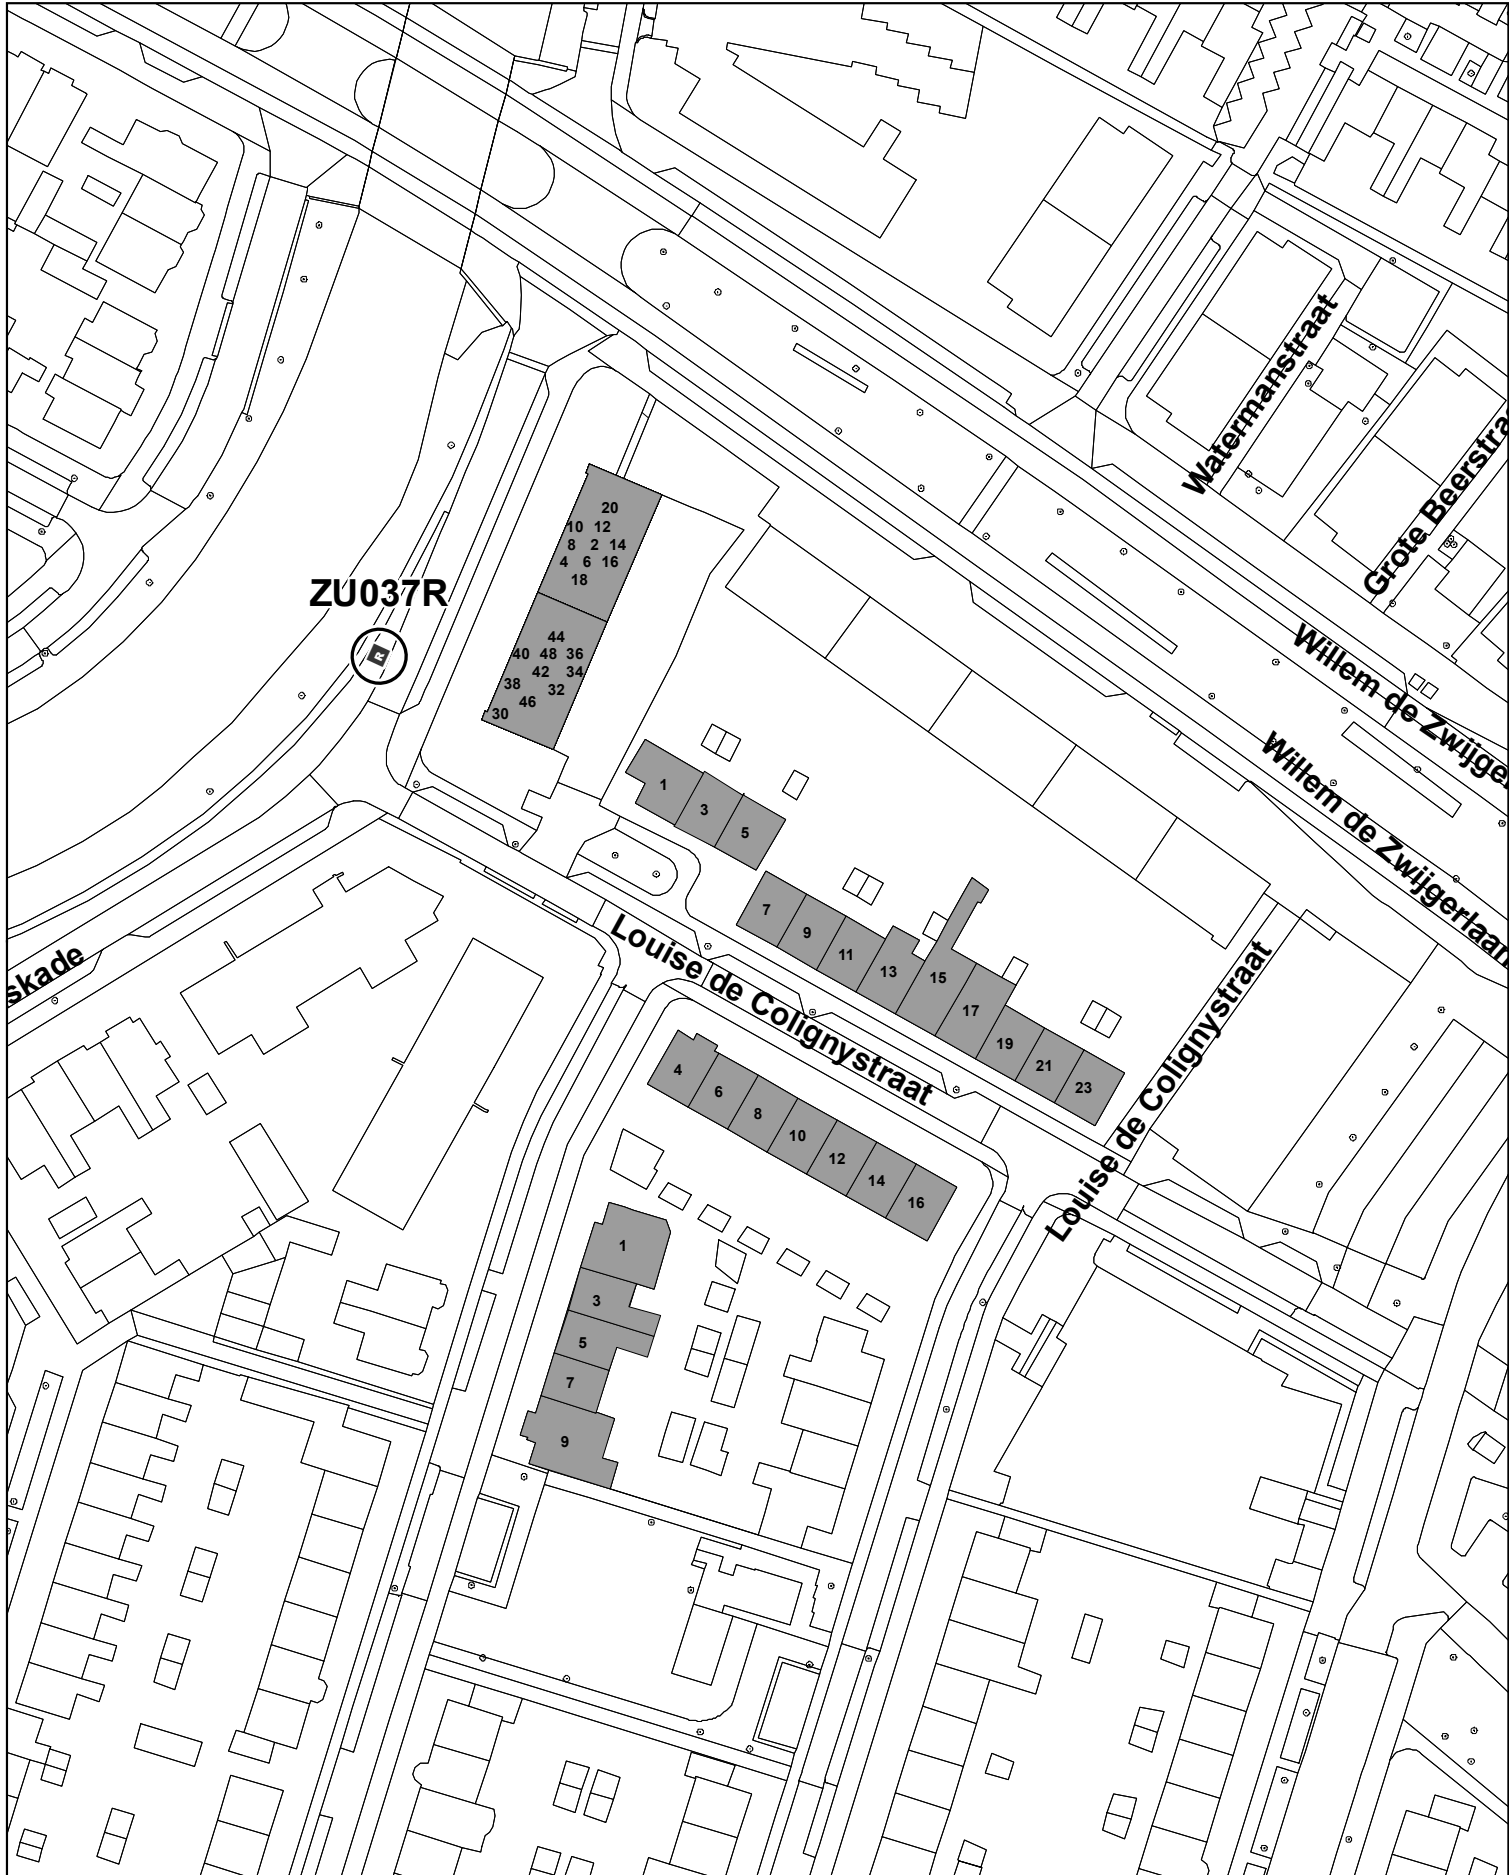 Watermanstraat
Grote Beerstra
20
10 12
8 2 14
4 6 16
18
ZU037R
R
44
40 48 36
42 34
38 32
46
30
Willem de Zwijge
Willem de Zwijgerlaan
1
3
5
7
9
11
13
15
17
19
21
23
skade
Louise de Colignystraat
Louise de Colignystraat
4
6
8
10
12
14
16
1
3
5
7
9